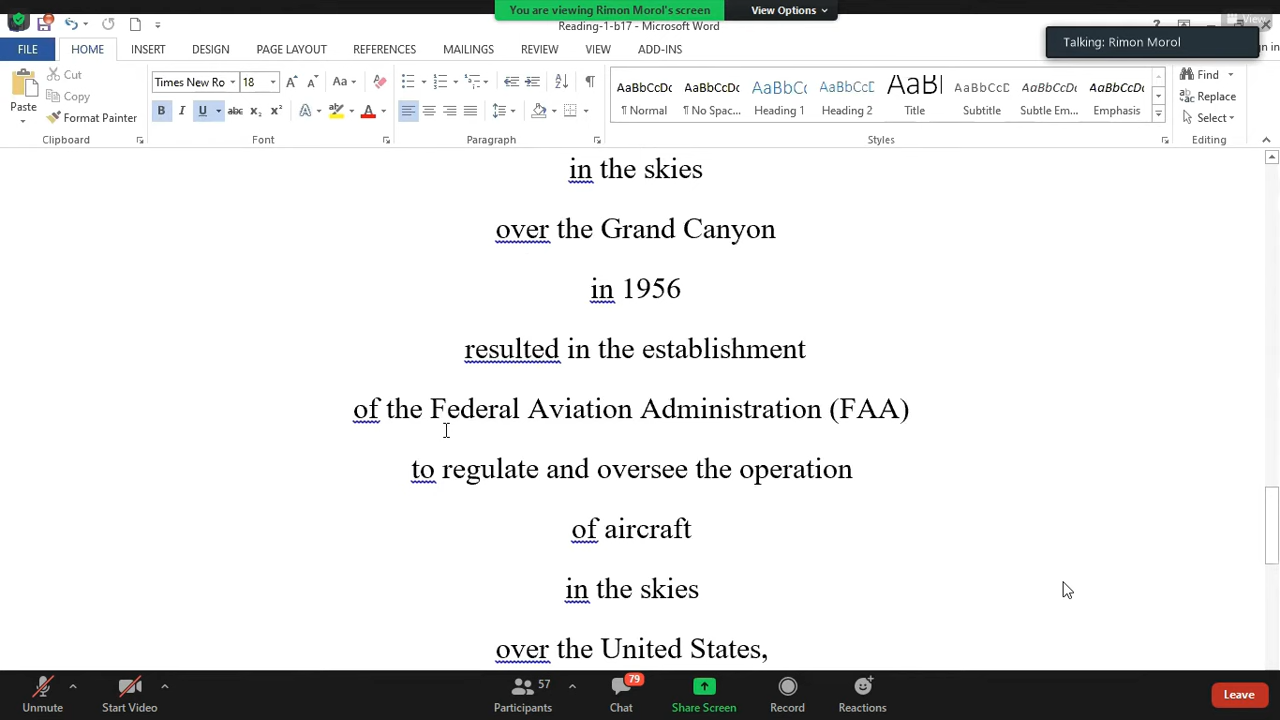 You are viewing Rimon Morol's screen
View Options
View
Reading-1-b17 - Microsoft Word
Talking: Rimon Morol
FILE HOME INSERT DESIGN PAGE LAYOUT REFERENCES MAILINGS REVIEW VIEW ADD-INS
Paste
Cut
Copy
Format Painter
Clipboard
Times New Ro 18
Font
Paragraph
AaBbCcDc AaBbCcDc AaBbCc AaBbCcD AaBl AaBbCcD AaBbCcDc AaBbCcDc
¶ Normal ¶ No Spac... Heading 1 Heading 2 Title Subtitle Subtle Em... Emphasis
Styles
Find
Replace
Select
Editing
in the skies
over the Grand Canyon
in 1956
resulted in the establishment
of the Federal Aviation Administration (FAA)
to regulate and oversee the operation
of aircraft
in the skies
over the United States,
Unmute
Start Video
57
Participants
79
Chat
Share Screen
Record
Reactions
Leave